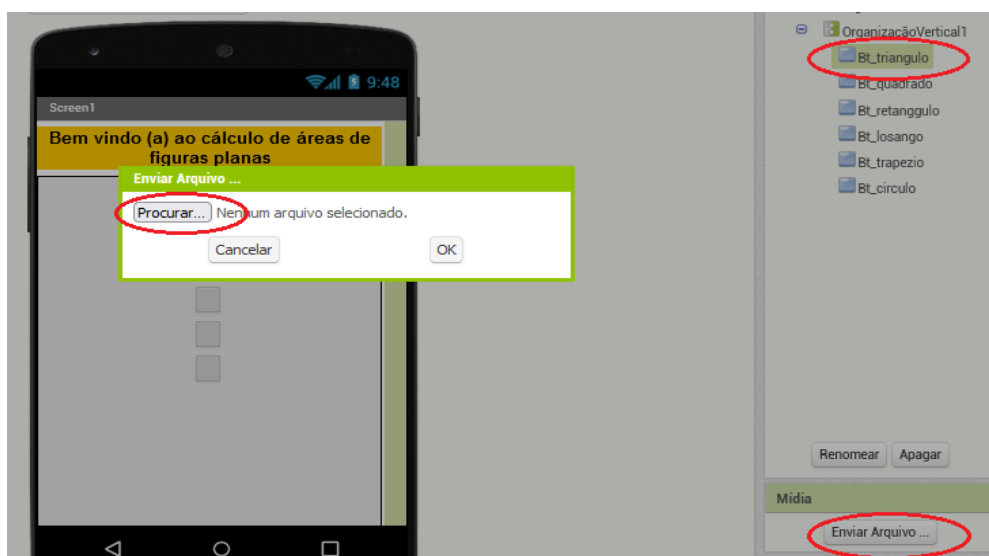 9:48
Screen1
Bem vindo (a) ao cálculo de áreas de
figuras planas
Enviar Arquivo ...
Procurar... Nenhum arquivo selecionado.
Cancelar OK
OrganizaçãoVertical1
Bt_triangulo
Bt_quadrado
Bt_retanggulo
Bt_losango
Bt_trapezio
Bt_circulo
Renomear Apagar
Mídia
Enviar Arquivo ...